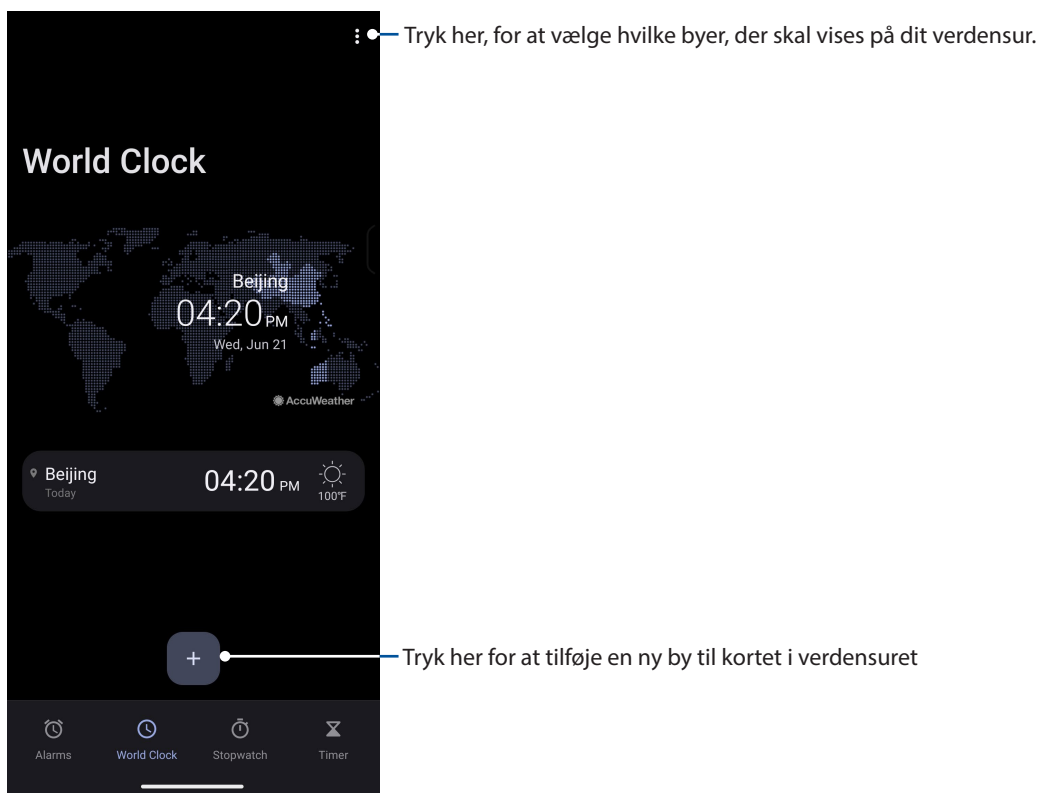 Tryk her, for at vælge hvilke byer, der skal vises på dit verdensur.
World Clock
Beijing
04:20 PM
Wed, Jun 21
AccuWeather
Beijing
Today
04:20 PM
100°F
+
Tryk her for at tilføje en ny by til kortet i verdensuret
Alarms
World Clock
Stopwatch
Timer